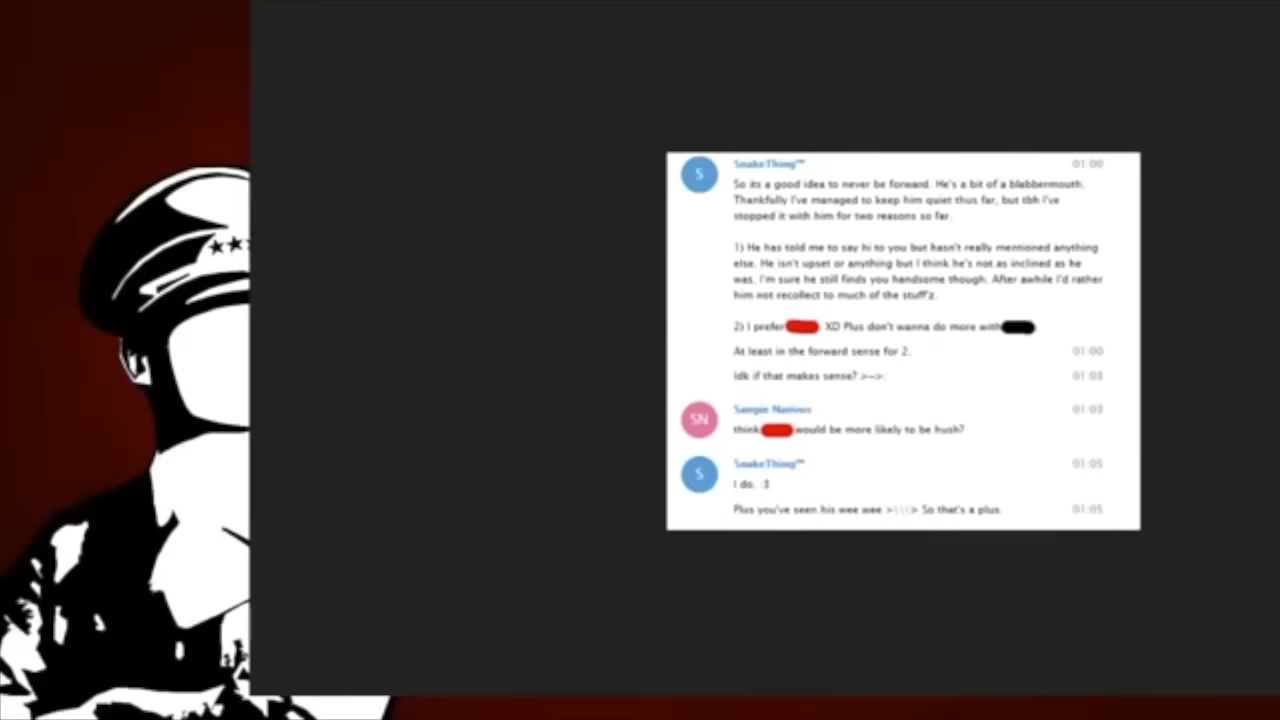 SnakeThing™ 01:00
So its a good idea to never be forward. He's a bit of a blabbermouth.
Thankfully I've managed to keep him quiet thus far, but tbh I've
stopped it with him for two reasons so far.
1) He has told me to say hi to you but hasn't really mentioned anything
else. He isn't upset or anything but I think he's not as inclined as he
was. I'm sure he still finds you handsome though. After awhile I'd rather
him not recollect to much of the stuff'z.
2) I prefer XD Plus don't wanna do more with
At least in the forward sense for 2. 01:00
Idk if that makes sense? >~>; 01:03
SN Sangie Nativus 01:03
think would be more likely to be hush?
S SnakeThing™ 01:05
I do. :3
Plus you've seen his wee wee >\\\> So that's a plus. 01:05